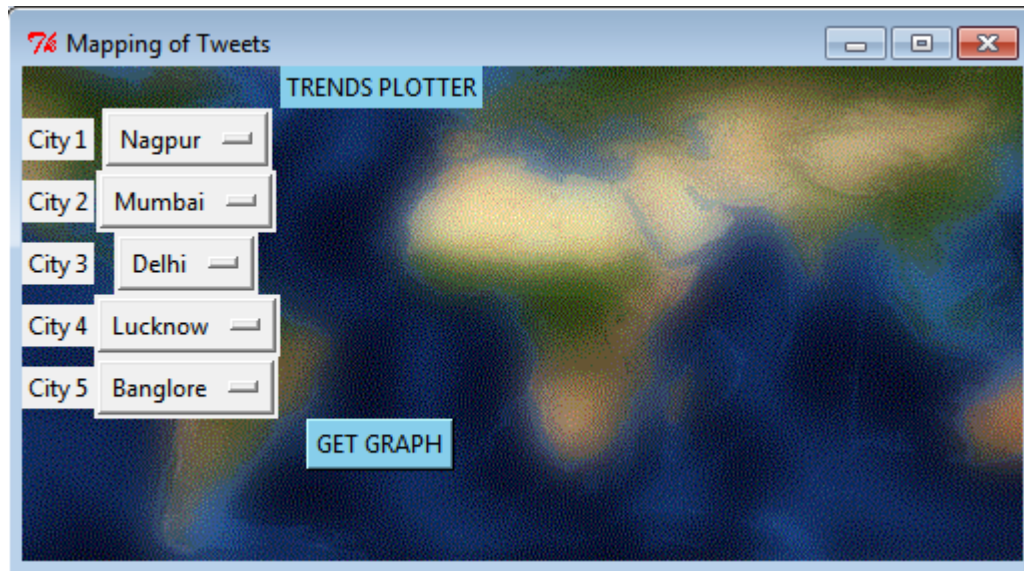 Mapping of Tweets
TRENDS PLOTTER
City 1 Nagpur
City 2 Mumbai
City 3 Delhi
City 4 Lucknow
City 5 Banglore
GET GRAPH